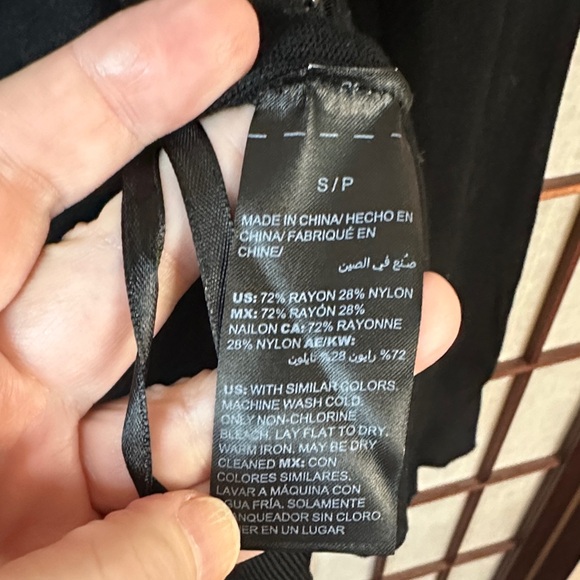 S/P
MADE IN CHINA/ HECHO EN
CHINA/ FABRIQUÉ EN
CHINE/
صنع في الصين
US: 72% RAYON 28% NYLON
MX: 72% RAYÓN 28%
NAILON CA: 72% RAYONNE
28% NYLON AE/KW:
72% رايون 28% نايلون
US: WITH SIMILAR COLORS.
MACHINE WASH COLD.
ONLY NON-CHLORINE
BLEACH. LAY FLAT TO DRY.
WARM IRON. MAY BE DRY
CLEANED MX: CON
COLORES SIMILARES.
LAVAR A MÁQUINA CON
AGUA FRÍA. SOLAMENTE
BLANQUEADOR SIN CLORO.
EN UN LUGAR